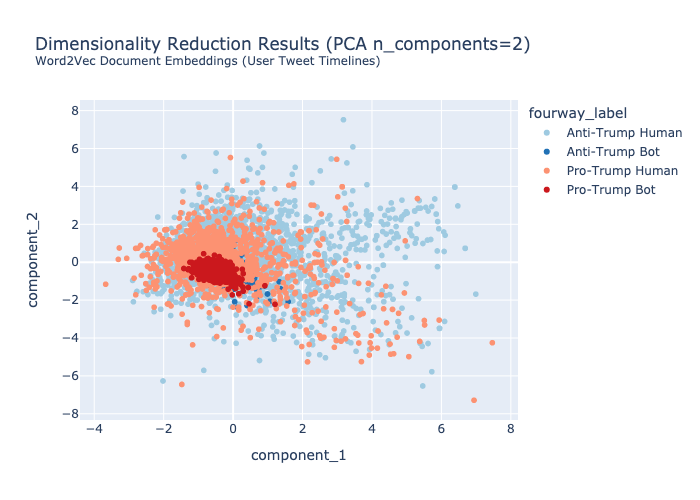 Dimensionality Reduction Results (PCA n_components=2)
Word2Vec Document Embeddings (User Tweet Timelines)
fourway_label
Anti-Trump Human
Anti-Trump Bot
Pro-Trump Human
Pro-Trump Bot
component_2
8
6
4
2
0
−2
−4
−6
−8
−4
−2
0
2
4
6
8
component_1